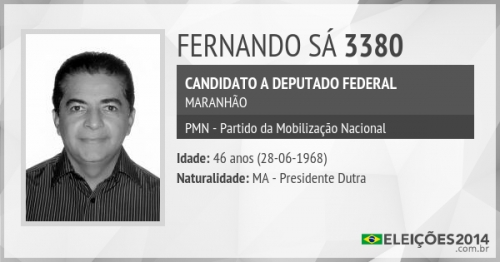 FERNANDO SÁ 3380
CANDIDATO A DEPUTADO FEDERAL
MARANHÃO
PMN - Partido da Mobilização Nacional
Idade: 46 anos (28-06-1968)
Naturalidade: MA - Presidente Dutra
ELEIÇÕES2014
.com.br